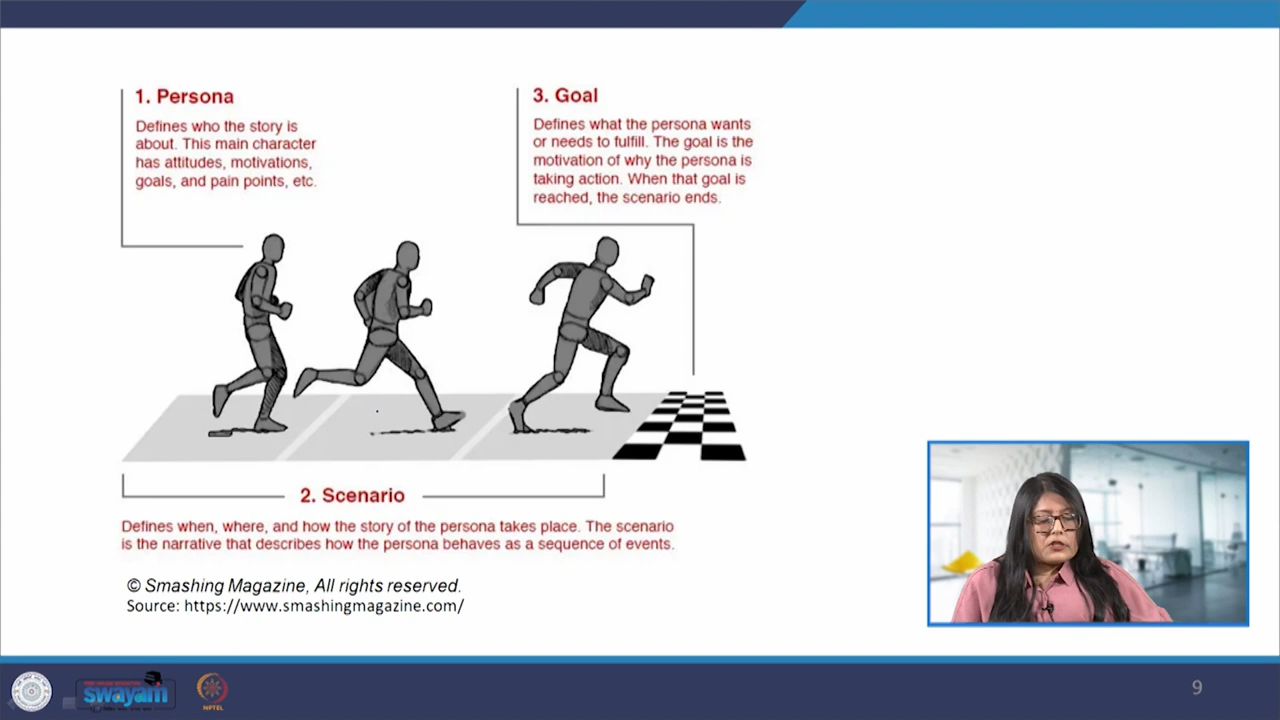 1. Persona
Defines who the story is
about. This main character
has attitudes, motivations,
goals, and pain points, etc.
3. Goal
Defines what the persona wants
or needs to fulfill. The goal is the
motivation of why the persona is
taking action. When that goal is
reached, the scenario ends.
2. Scenario
Defines when, where, and how the story of the persona takes place. The scenario
is the narrative that describes how the persona behaves as a sequence of events.
© Smashing Magazine, All rights reserved.
Source: https://www.smashingmagazine.com/
swayam
NPTEL
9